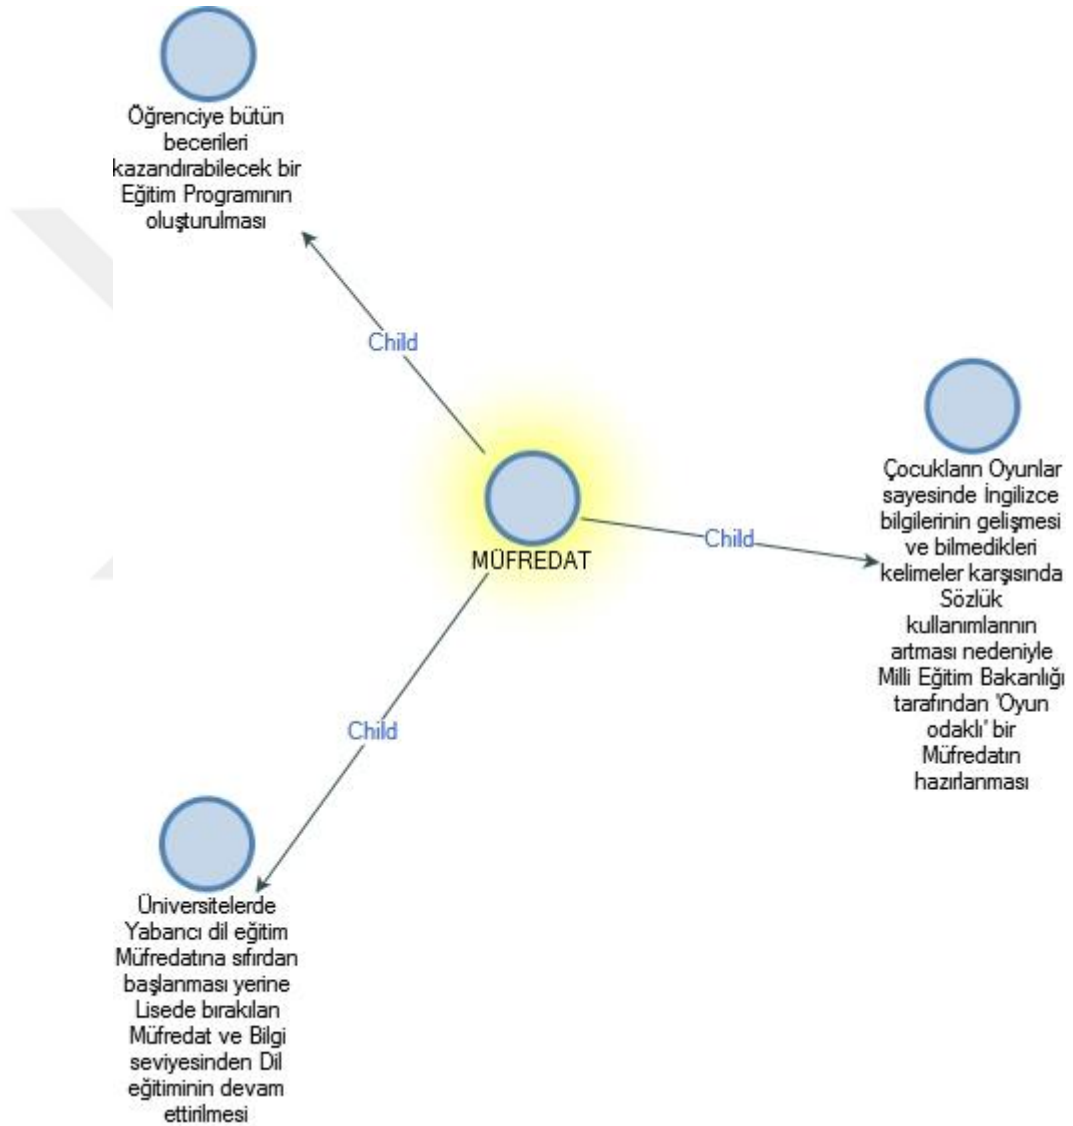 Öğrenciye bütün
becerileri
kazandırabilecek bir
Eğitim Programının
oluşturulması
Child
Child
MÜFREDAT
Çocukların Oyunlar
sayesinde İngilizce
bilgilerinin gelişmesi
ve bilmedikleri
kelimeler karşısında
Sözlük
kullanımlarının
artması nedeniyle
Milli Eğitim Bakanlığı
tarafından 'Oyun
odaklı' bir
Müfredatın
hazırlanması
Child
Üniversitelerde
Yabancı dil eğitim
Müfredatına sıfırdan
başlanması yerine
Lisede bırakılan
Müfredat ve Bilgi
seviyesinden Dil
eğitiminin devam
ettirilmesi